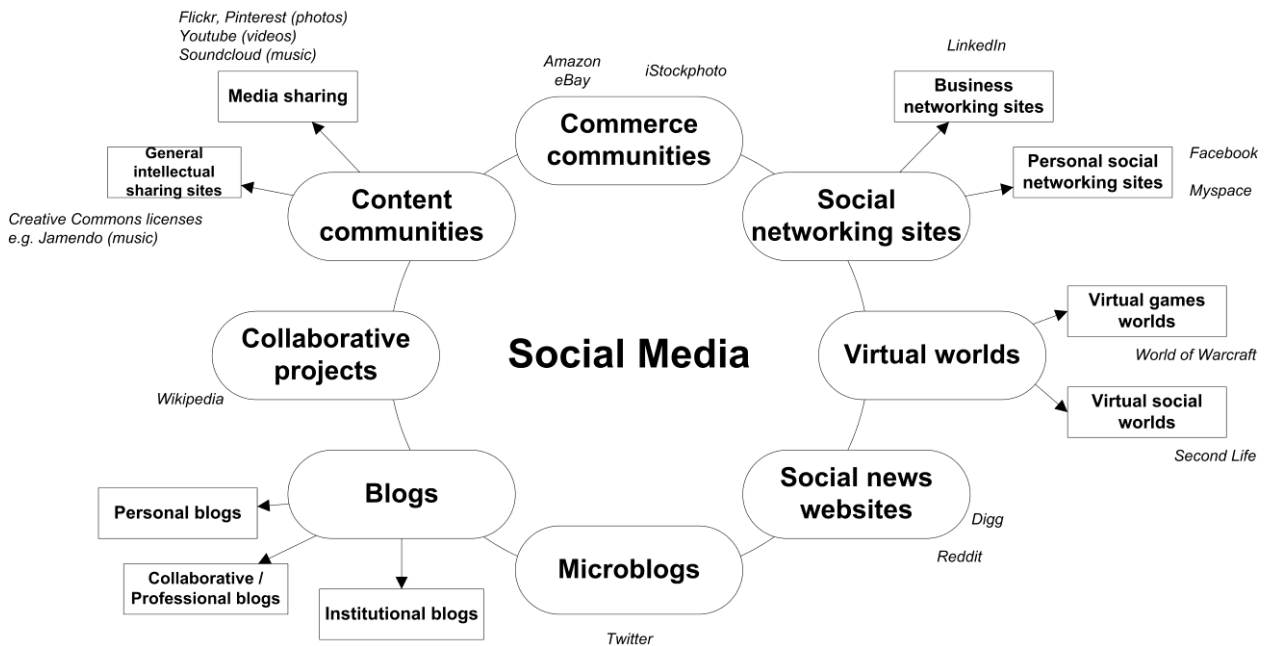 Flickr, Pinterest (photos)
Youtube (videos)
Soundcloud (music)
Media sharing
General
intellectual
sharing sites
Creative Commons licenses
e.g. Jamendo (music)
Content
communities
Amazon
eBay
iStockphoto
Commerce
communities
LinkedIn
Business
networking sites
Personal social
networking sites
Facebook
Myspace
Social
networking sites
Collaborative
projects
Wikipedia
Social Media
Virtual worlds
Virtual games
worlds
World of Warcraft
Virtual social
worlds
Second Life
Blogs
Personal blogs
Collaborative /
Professional blogs
Institutional blogs
Microblogs
Twitter
Social news
websites
Digg
Reddit